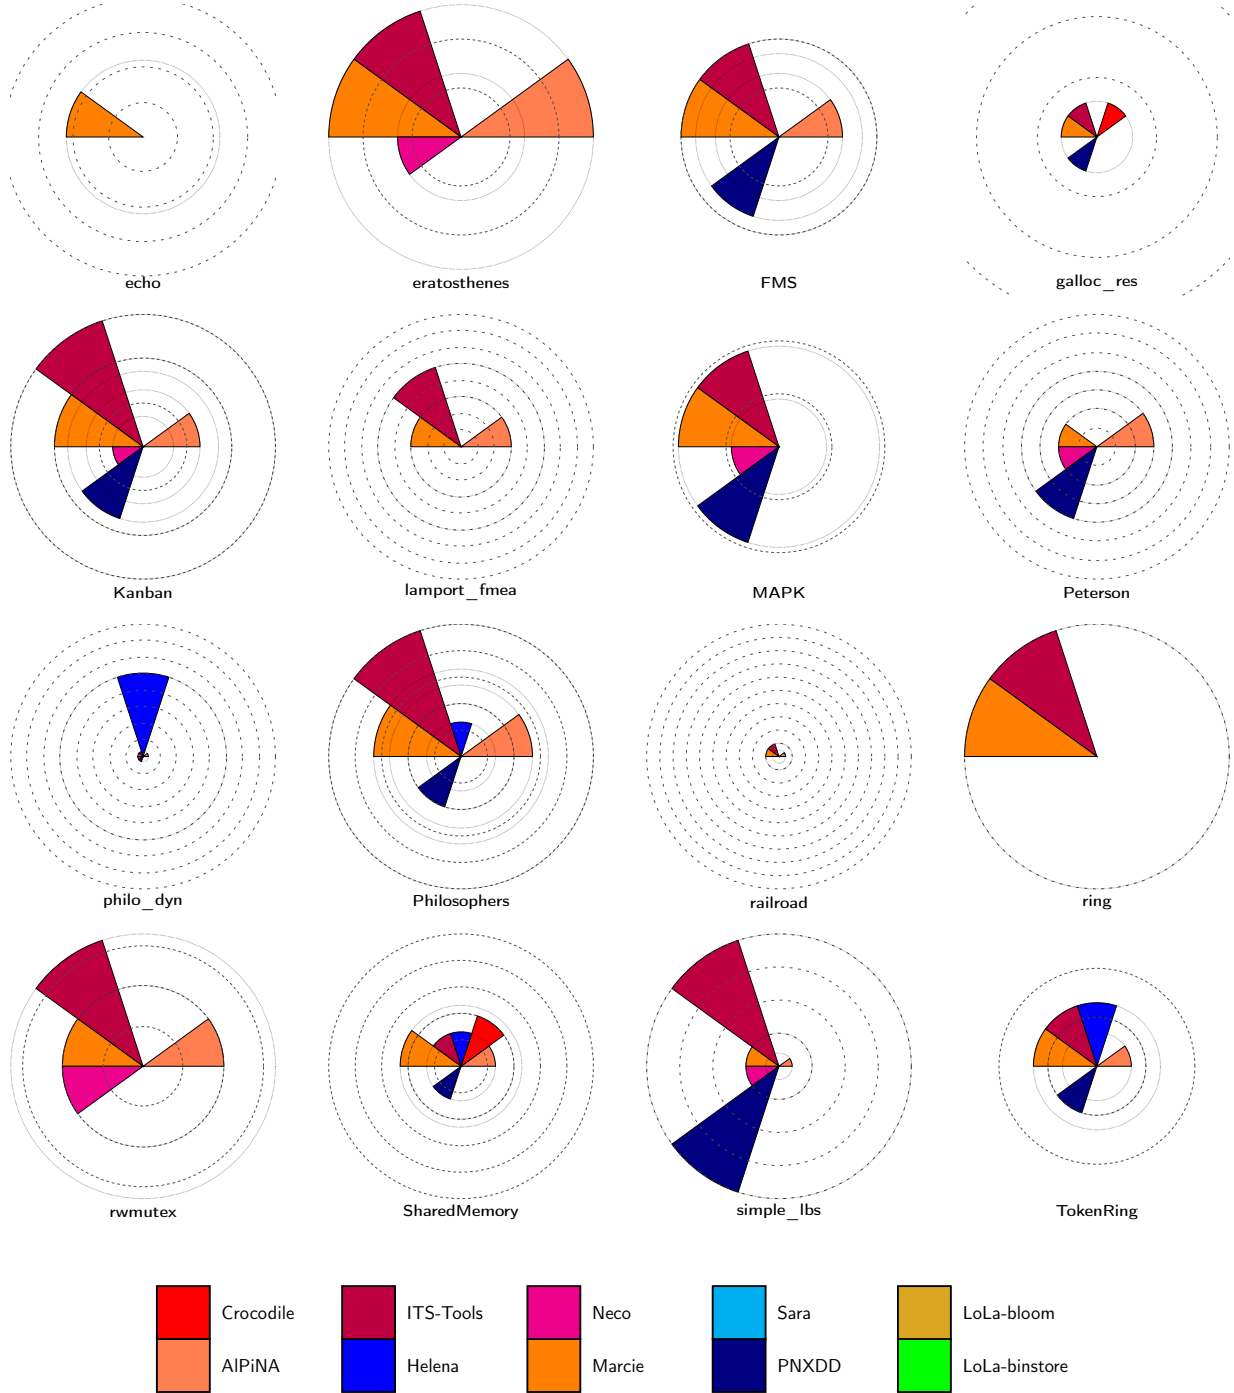 echo
eratosthenes
FMS
galloc_res
Kanban
lamport_fmea
MAPK
Peterson
philo_dyn
Philosophers
railroad
ring
rwmutex
SharedMemory
simple_lbs
TokenRing
Crocodile
ITS-Tools
Neco
Sara
LoLa-bloom
AlPiNA
Helena
Marcie
PNXDD
LoLa-binstore